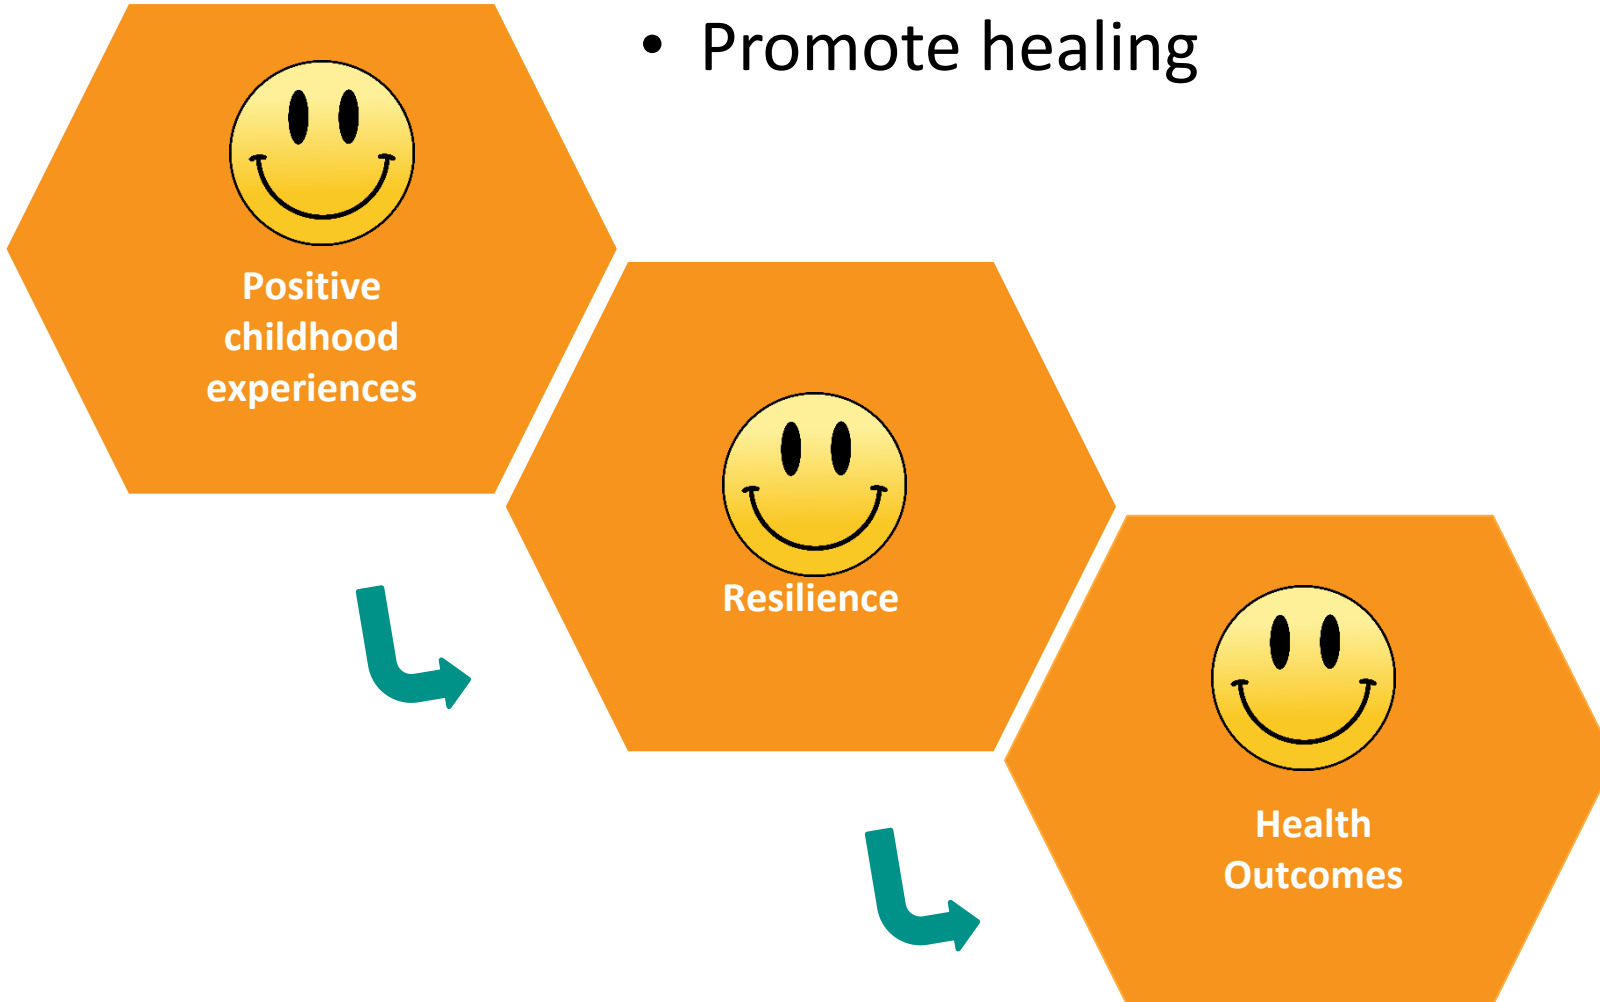 • Promote healing
Positive
childhood
experiences
Resilience
Health
Outcomes